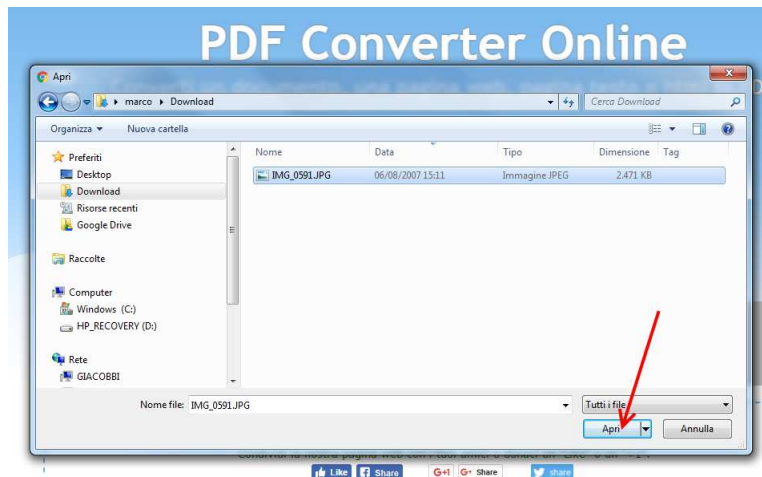 PDF Converter Online
Apri
marco ▸ Download
Cerca Download
Organizza
Nuova cartella
Nome Data Tipo Dimensione Tag
IMG_0591.JPG 06/08/2007 15:11 Immagine JPEG 2.471 KB
Preferiti
Desktop
Download
Risorse recenti
Google Drive
Raccolte
Computer
Windows (C:)
HP_RECOVERY (D:)
Rete
GIACOBBI
Nome file: IMG_0591.JPG
Tutti i file
Apri
Annulla
Like Share G+1 G+ Share share